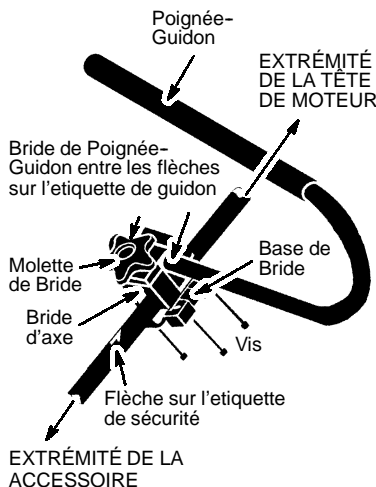 Poignée-
Guidon
EXTRÉMITÉ
DE LA TÊTE
DE MOTEUR
Bride de Poignée-
Guidon entre les flèches
sur l'etiquette de guidon
Molette
de Bride
Base de
Bride
Bride
d'axe
Vis
Flèche sur l'etiquette
de sécurité
EXTRÉMITÉ DE LA
ACCESSOIRE